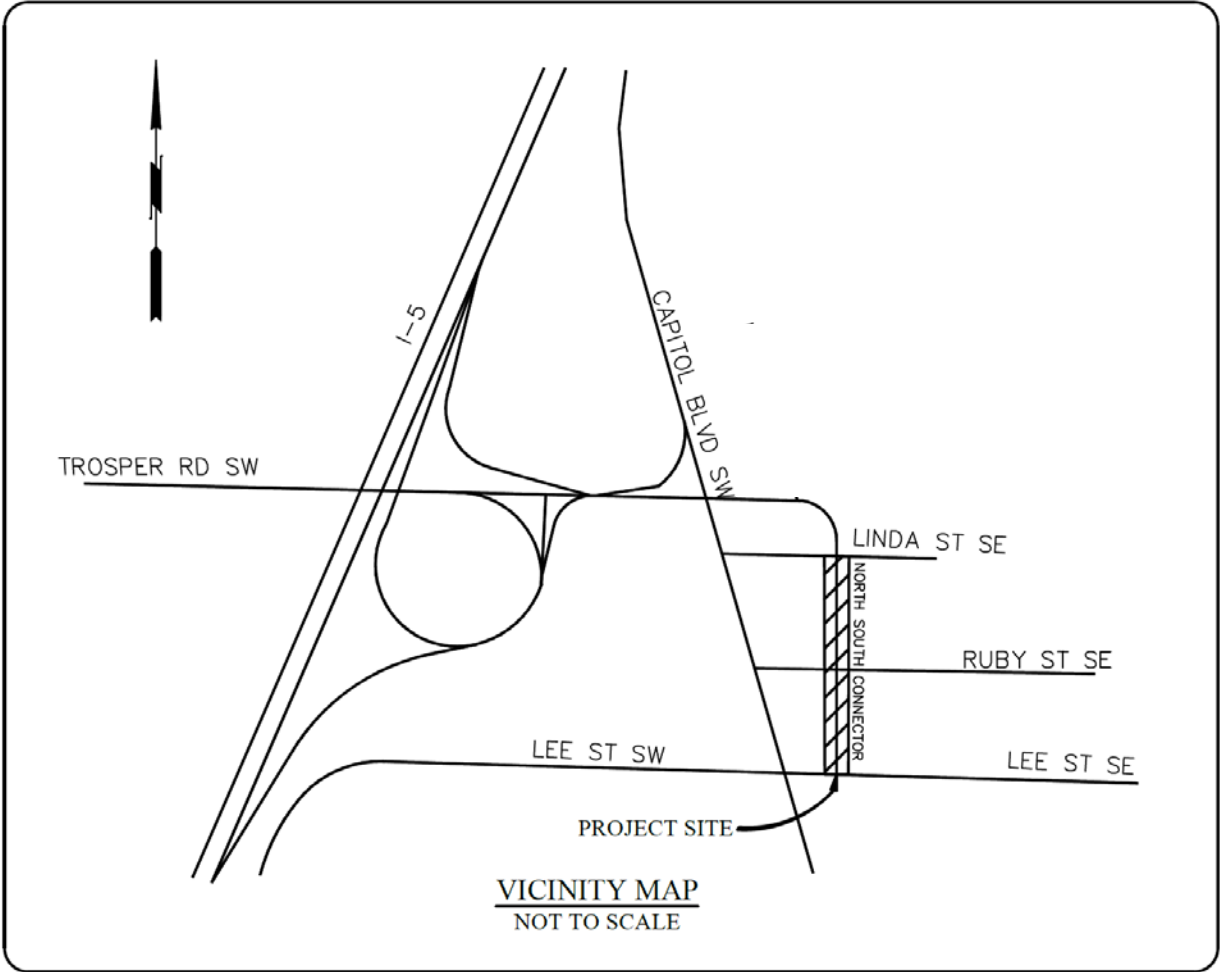 N
I-5
CAPITOL BLVD SW
TROSPER RD SW
LINDA ST SE
NORTH SOUTH CONNECTOR
RUBY ST SE
LEE ST SW
LEE ST SE
PROJECT SITE
VICINITY MAP
NOT TO SCALE